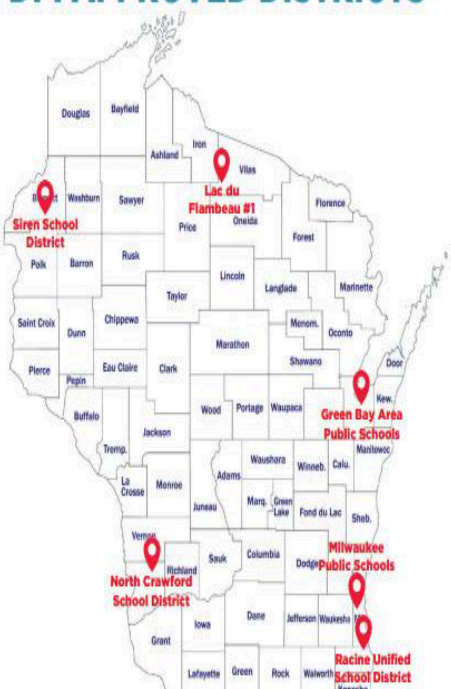 DISTRICTS
Douglas
Bayfield
Iron
Ashland
Vilas
Lac du
Flambeau #1
Washburn
Sawyer
Florence
Siren School
District
Price
Oneida
Forest
Polk
Barron
Rusk
Lincoln
Langlade
Marinette
Taylor
Saint Croix
Dunn
Chippewa
Menom.
Oconto
Marathon
Pierce
Eau Claire
Clark
Shawano
Door
Pepin
Kew.
Buffalo
Wood
Portage
Waupaca
Green Bay Area
Public Schools
Jackson
Tremp.
Manitowoc
Waushara
Winneb.
Calu.
Adams
La
Crosse
Monroe
Juneau
Marq.
Green
Lake
Fond du Lac
Sheb.
Vernon
Sauk
Columbia
Dodge
Milwaukee
Public Schools
Richland
North Crawford
School District
Dane
Jefferson
Waukesha
Iowa
Grant
Racine Unified
School District
Lafayette
Green
Rock
Walworth